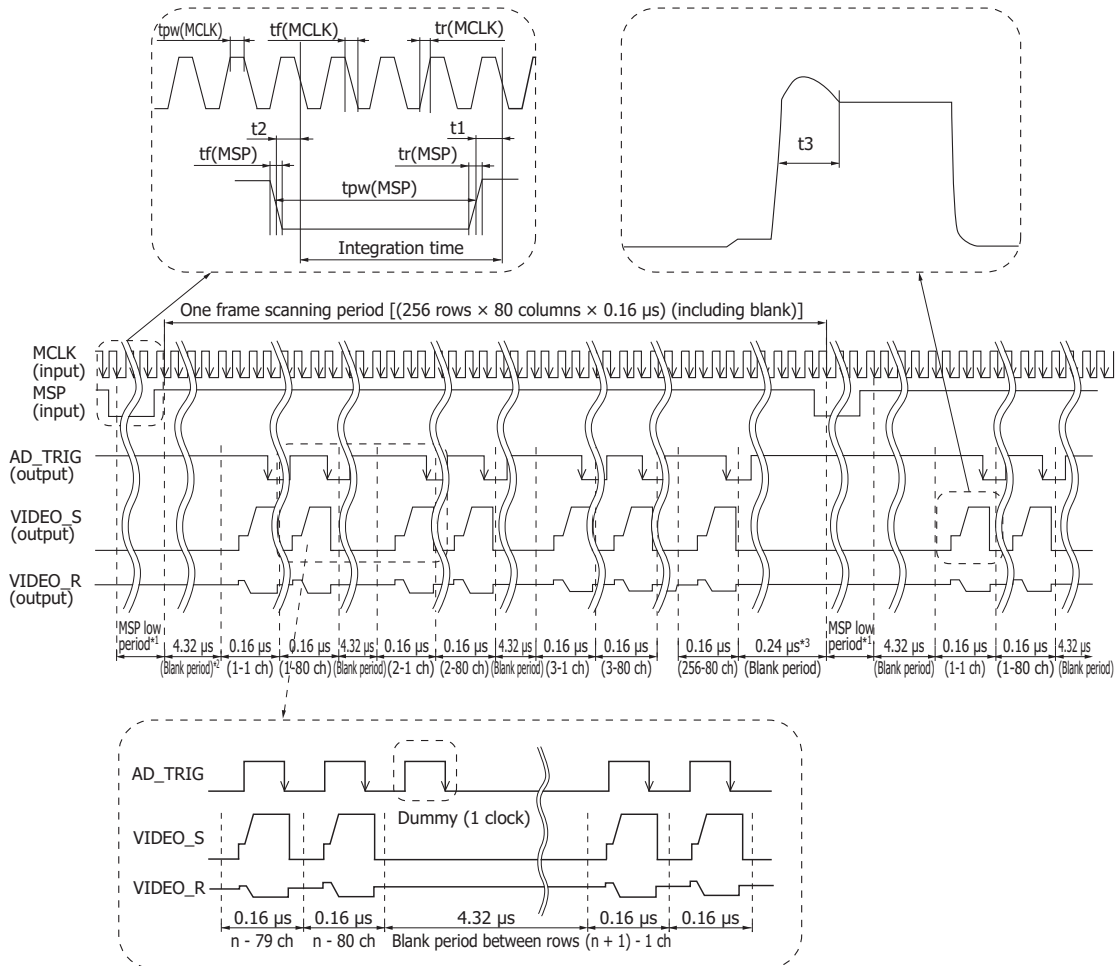 tpw(MCLK) tf(MCLK) tr(MCLK)
t2 t1
tf(MSP) tr(MSP)
tpw(MSP)
Integration time
t3
One frame scanning period [(256 rows × 80 columns × 0.16 µs) (including blank)]
MCLK
(input)
MSP
(input)
AD_TRIG
(output)
VIDEO_S
(output)
VIDEO_R
(output)
MSP low
period*1
4.32 µs
(Blank period)*2
0.16 µs
(1-1 ch)
0.16 µs
(1-80 ch)
4.32 µs
(Blank period)
0.16 µs
(2-1 ch)
0.16 µs
(2-80 ch)
4.32 µs
(Blank period)
0.16 µs
(3-1 ch)
0.16 µs
(3-80 ch)
0.16 µs
(256-80 ch)
0.24 µs*3
(Blank period)
MSP low
period*1
4.32 µs
(Blank period)
0.16 µs
(1-1 ch)
0.16 µs
(1-80 ch)
4.32 µs
(Blank period)
AD_TRIG
Dummy (1 clock)
VIDEO_S
VIDEO_R
0.16 µs 0.16 µs 4.32 µs 0.16 µs 0.16 µs
n - 79 ch n - 80 ch Blank period between rows (n + 1) - 1 ch